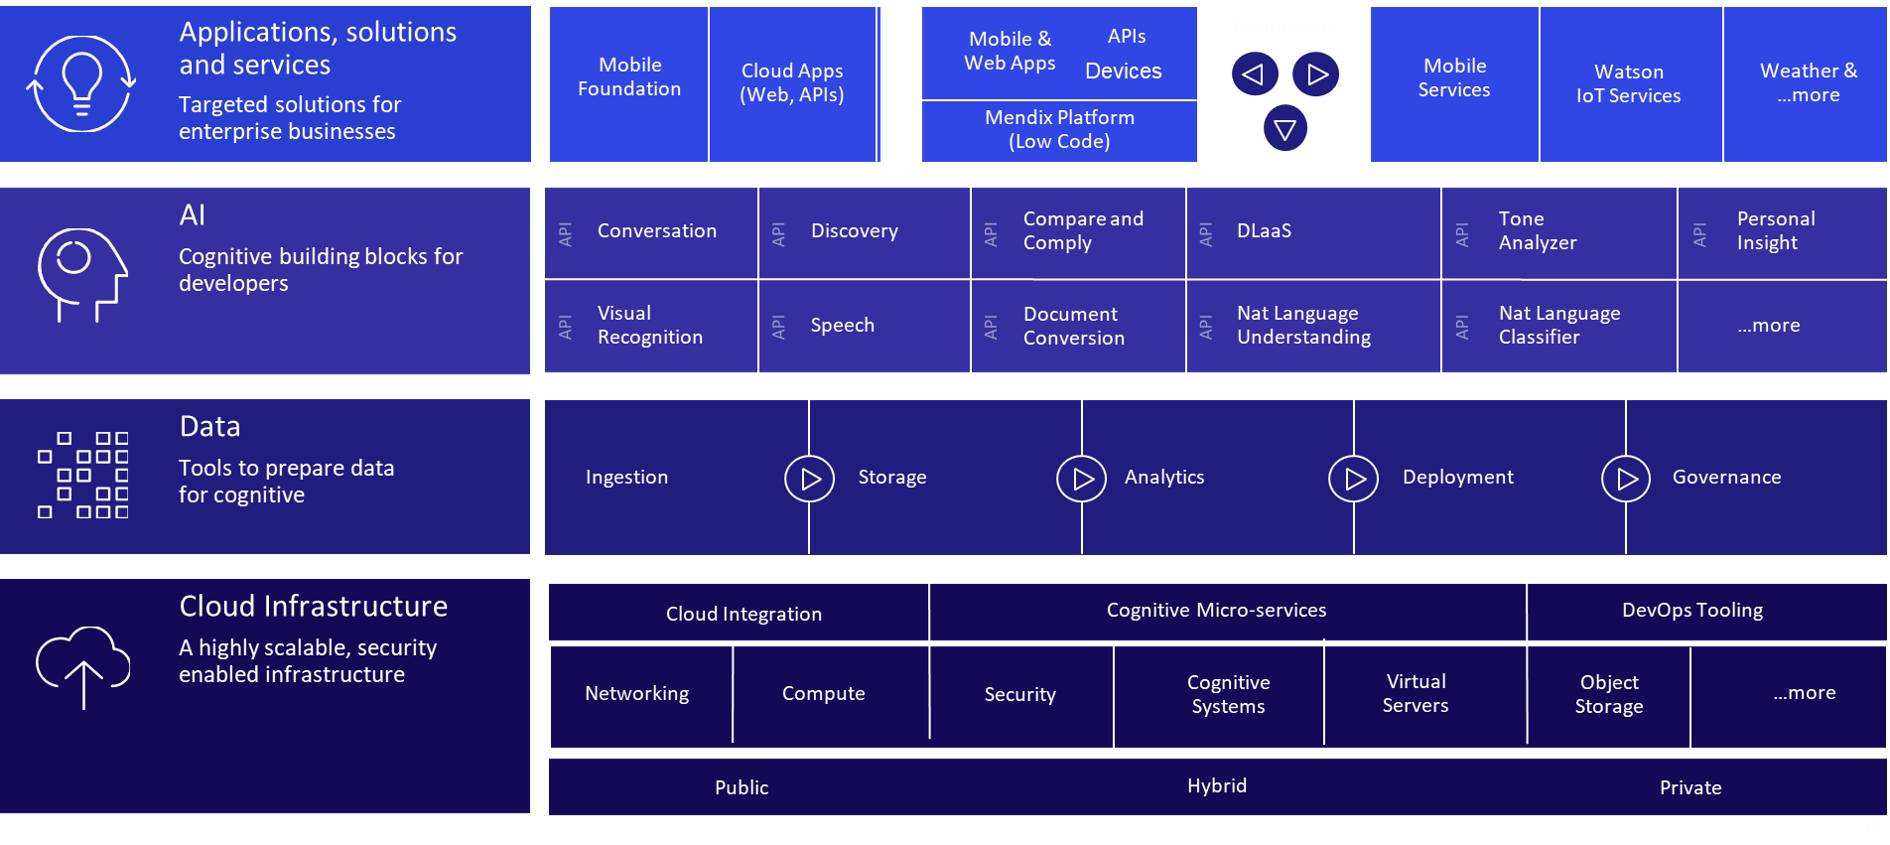 Applications, solutions
and services
Targeted solutions for
enterprise businesses
Mobile
Foundation
Cloud Apps
(Web, APIs)
Mobile &
Web Apps
APIs
Devices
Mendix Platform
(Low Code)
Mobile
Services
Watson
IoT Services
Weather &
...more
AI
Cognitive building blocks for
developers
API
Conversation
API
Discovery
API
Compare and
Comply
API
DLaaS
API
Tone
Analyzer
API
Personal
Insight
API
Visual
Recognition
API
Speech
API
Document
Conversion
API
Nat Language
Understanding
API
Nat Language
Classifier
...more
Data
Tools to prepare data
for cognitive
Ingestion
Storage
Analytics
Deployment
Governance
Cloud Infrastructure
A highly scalable, security
enabled infrastructure
Cloud Integration
Cognitive Micro-services
DevOps Tooling
Networking
Compute
Security
Cognitive
Systems
Virtual
Servers
Object
Storage
...more
Public
Hybrid
Private